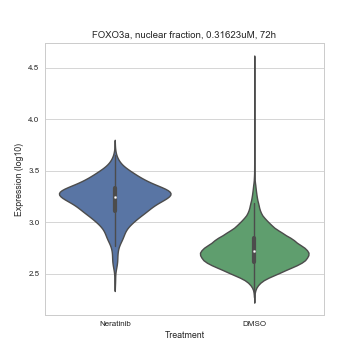 FOXO3a, nuclear fraction, 0.31623uM, 72h
Expression (log10)
4.5
4.0
3.5
3.0
2.5
Neratinib
DMSO
Treatment